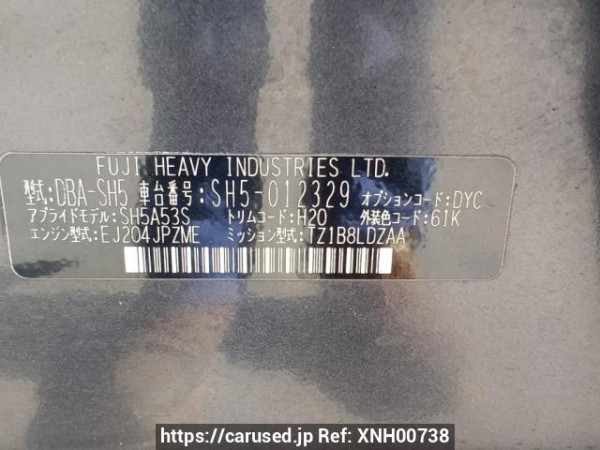 FUJI HEAVY INDUSTRIES LTD.
型式:DBA-SH5 車台番号:SH5-012329 オプションコード:DYC
アプライドモデル:SH5A53S トリムコード:H20 外装色コード:61K
エンジン型式:EJ204JPZME ミッション型式:TZ1B8LDZAA
https://carused.jp Ref: XNH00738